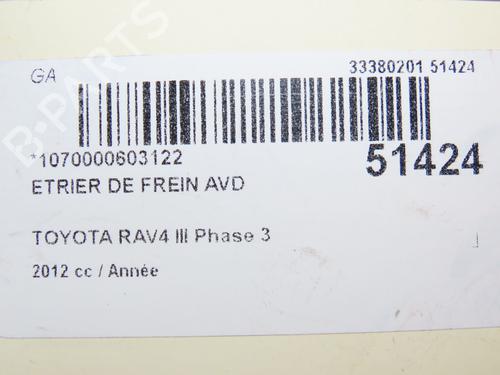 GA
33380201 51424
*1070000603122
51424
ETRIER DE FREIN AVD
TOYOTA RAV4 III Phase 3
2012 cc / Année
B-PARTS